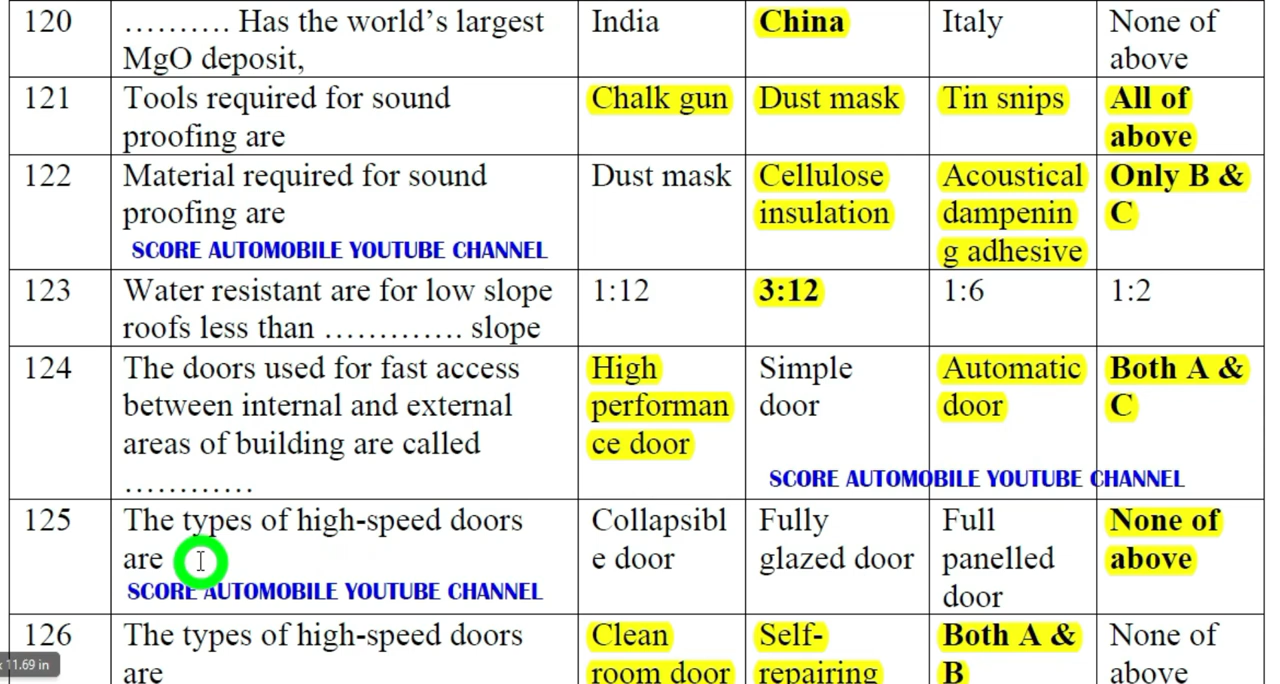 120 ………. Has the world’s largest India China Italy None of
MgO deposit, above
121 Tools required for sound Chalk gun Dust mask Tin snips All of
proofing are above
122 Material required for sound Dust mask Cellulose Acoustical Only B &
proofing are insulation dampenin C
SCORE AUTOMOBILE YOUTUBE CHANNEL g adhesive
123 Water resistant are for low slope 1:12 3:12 1:6 1:2
roofs less than …………. slope
124 The doors used for fast access High Simple Automatic Both A &
between internal and external performan door door C
areas of building are called ce door
…………
SCORE AUTOMOBILE YOUTUBE CHANNEL
125 The types of high-speed doors Collapsibl Fully Full None of
are e door glazed door panelled above
SCORE AUTOMOBILE YOUTUBE CHANNEL door
126 The types of high-speed doors Clean Self- Both A & None of
are room door repairing B above
x 11.69 in